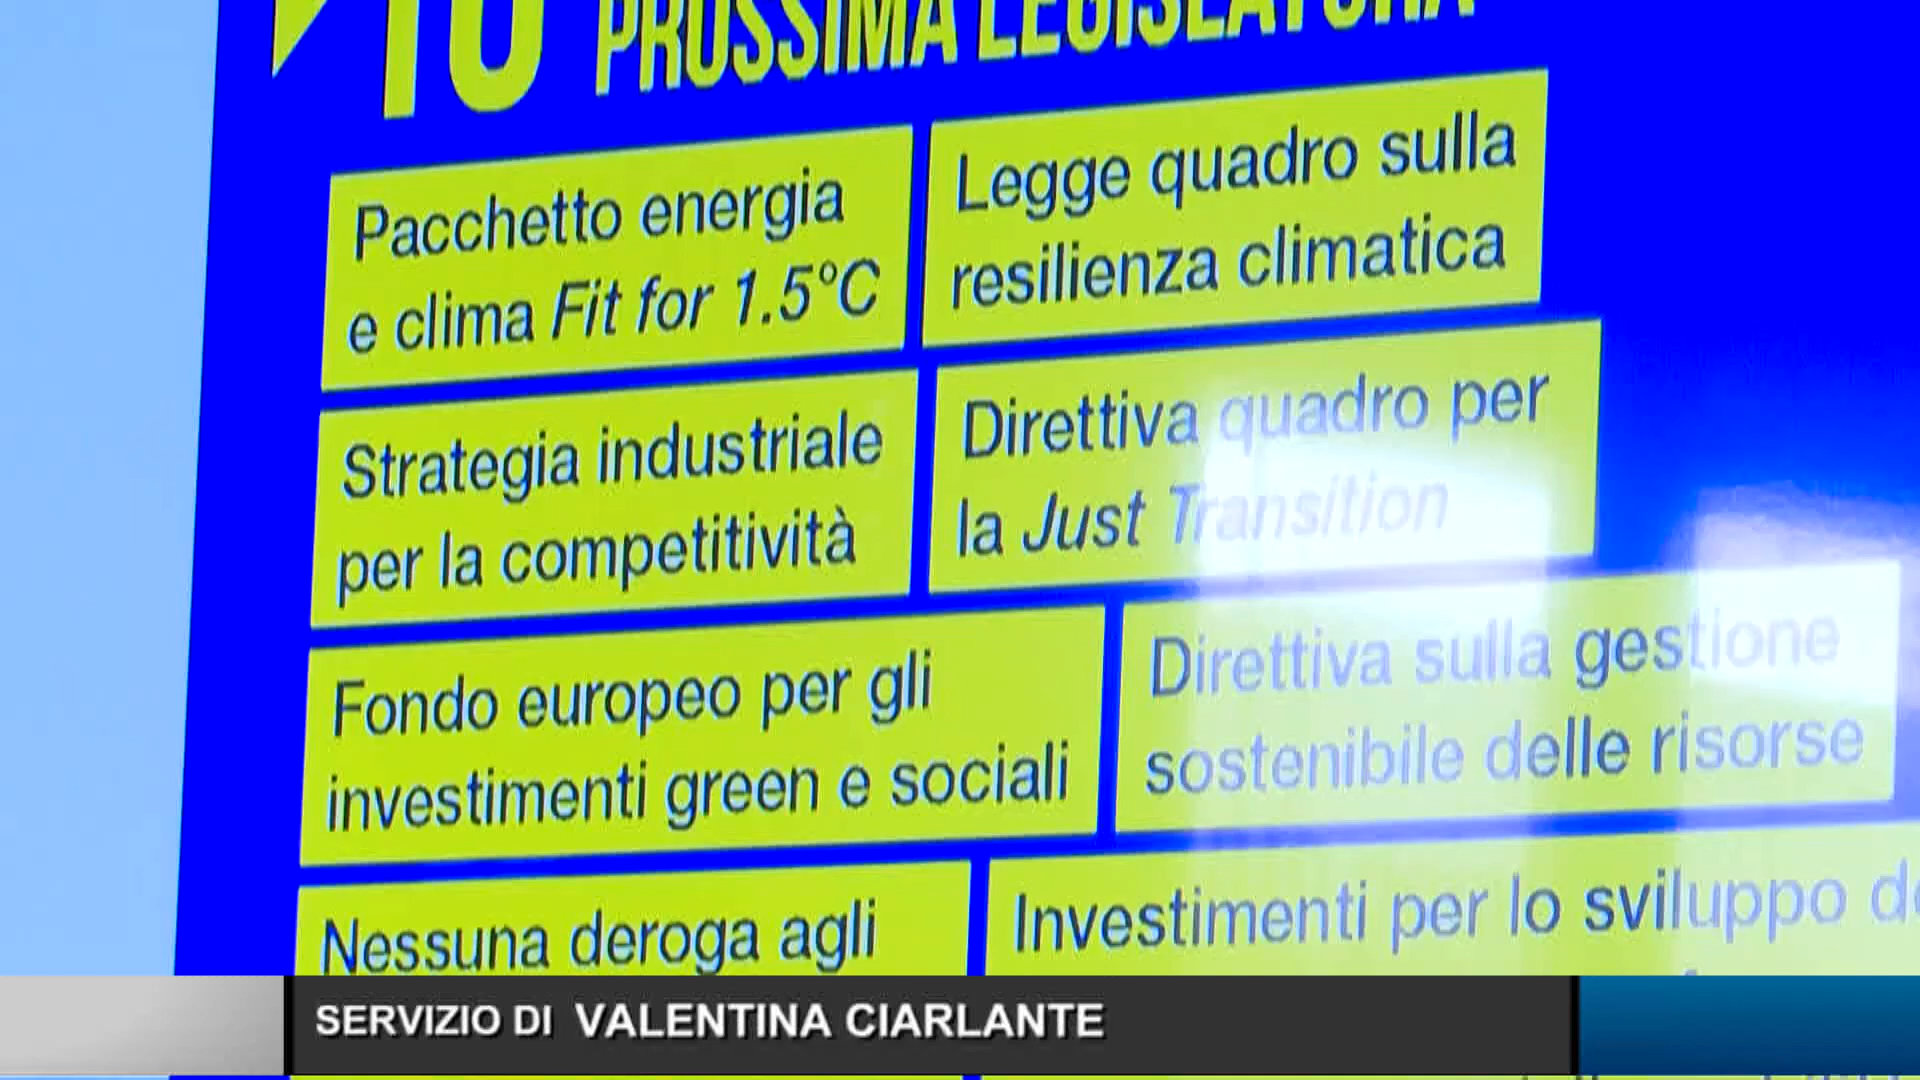 10 PROSSIMA LEGISLATURA
Pacchetto energia
e clima Fit for 1.5°C
Legge quadro sulla
resilienza climatica
Strategia industriale
per la competitività
Direttiva quadro per
la Just Transition
Fondo europeo per gli
investimenti green e sociali
Direttiva sulla gestione
sostenibile delle risorse
Nessuna deroga agli
Investimenti per lo sviluppo
SERVIZIO DI VALENTINA CIARLANTE